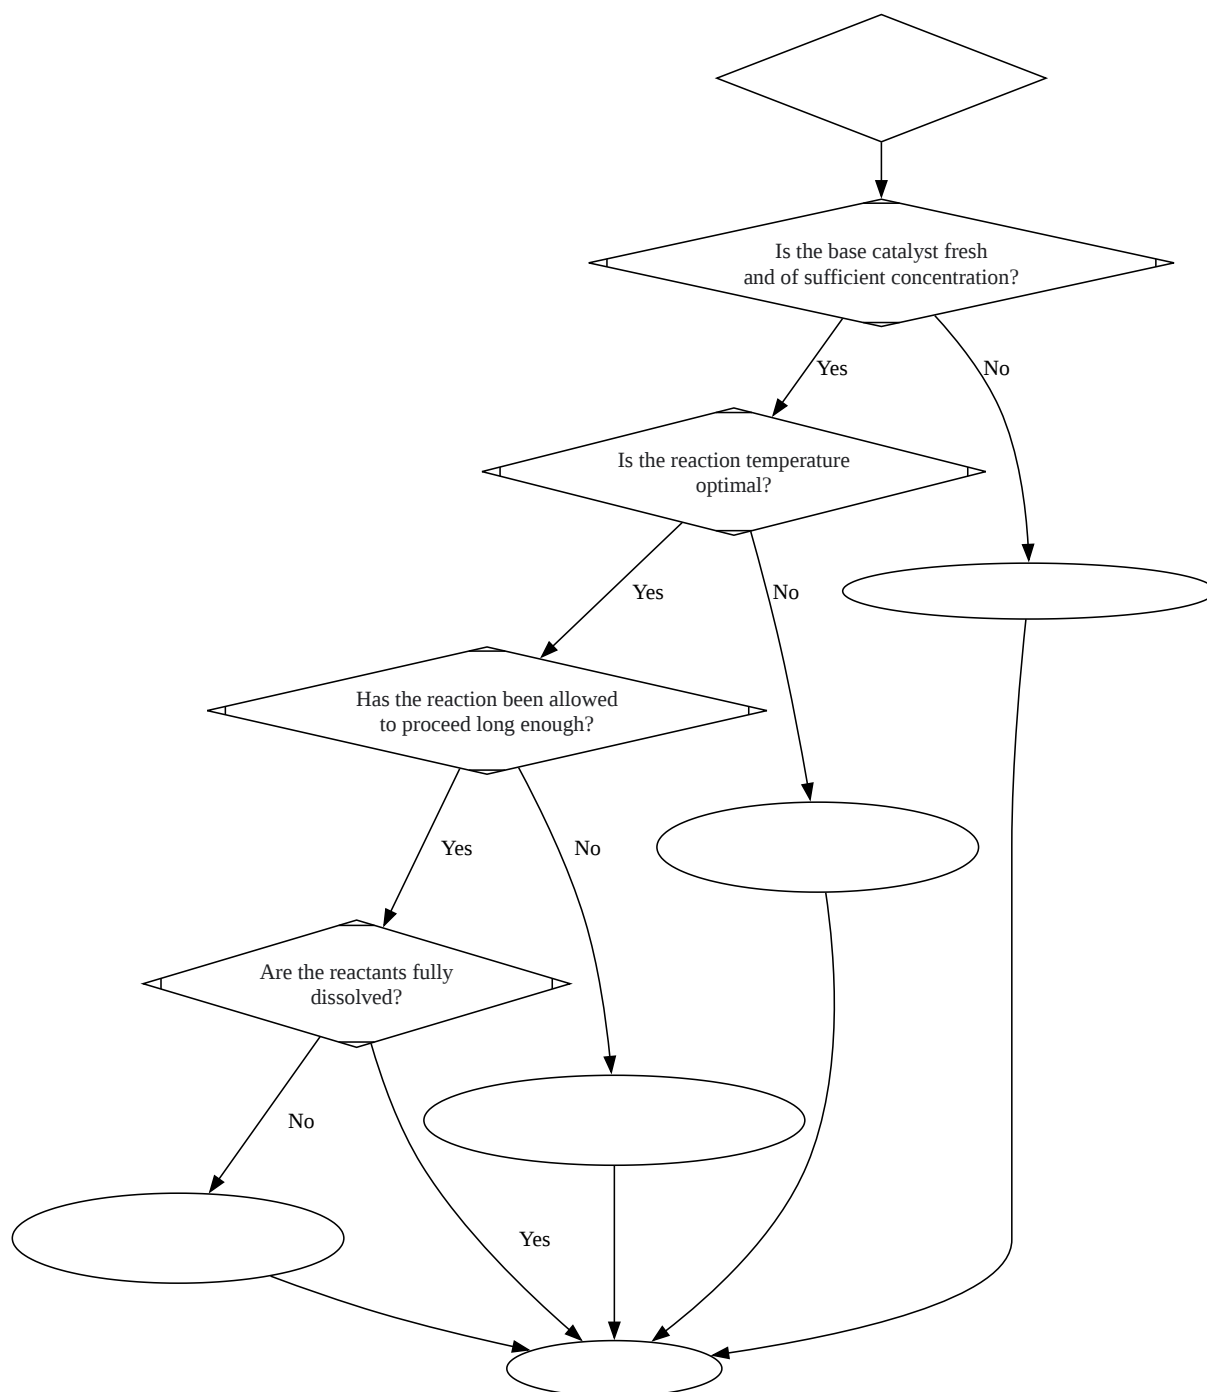 Is the base catalyst fresh
and of sufficient concentration?
Yes
No
Is the reaction temperature
optimal?
Yes
No
Has the reaction been allowed
to proceed long enough?
Yes
No
Are the reactants fully
dissolved?
No
Yes